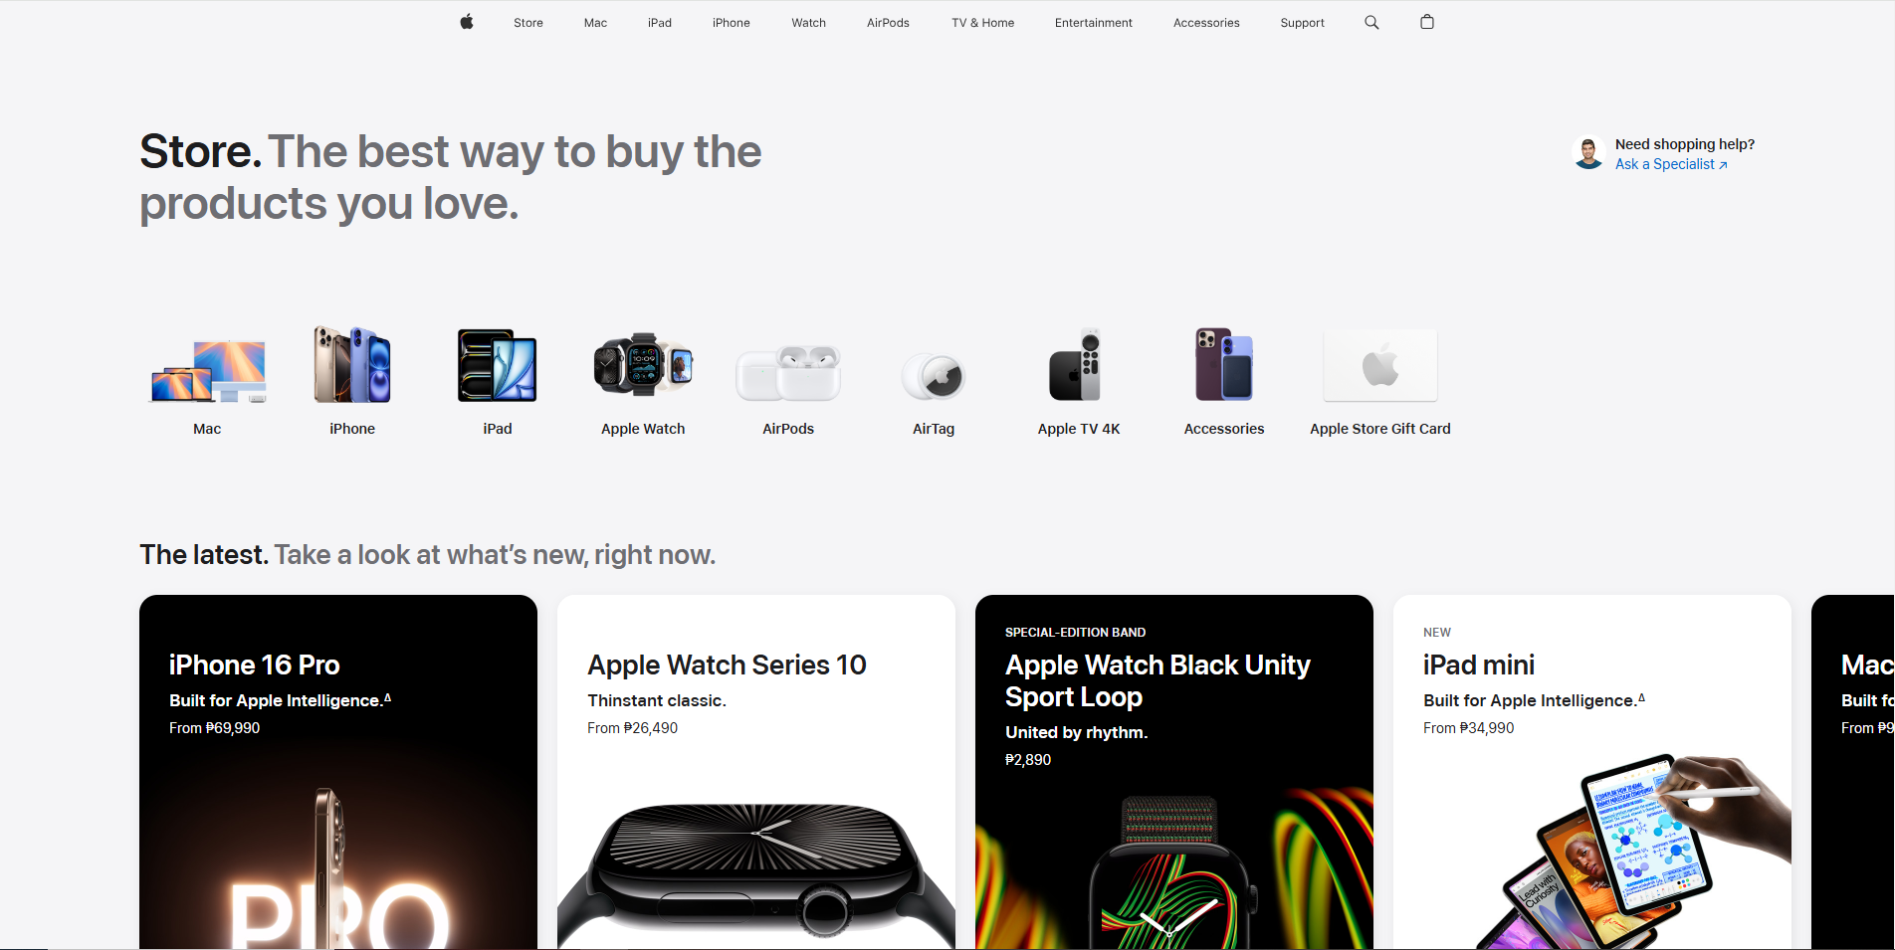 Store
Mac
iPad
iPhone
Watch
AirPods
TV & Home
Entertainment
Accessories
Support
Store. The best way to buy the
products you love.
Need shopping help?
Ask a Specialist ↗
Mac
iPhone
iPad
Apple Watch
AirPods
AirTag
Apple TV 4K
Accessories
Apple Store Gift Card
The latest. Take a look at what’s new, right now.
iPhone 16 Pro
Built for Apple Intelligence.Δ
From ₱69,990
PRO
Apple Watch Series 10
Thinstant classic.
From ₱26,490
SPECIAL-EDITION BAND
Apple Watch Black Unity
Sport Loop
United by rhythm.
₱2,890
NEW
iPad mini
Built for Apple Intelligence.Δ
From ₱34,990
Lead with
Curiosity
Mac
Built fo
From ₱9